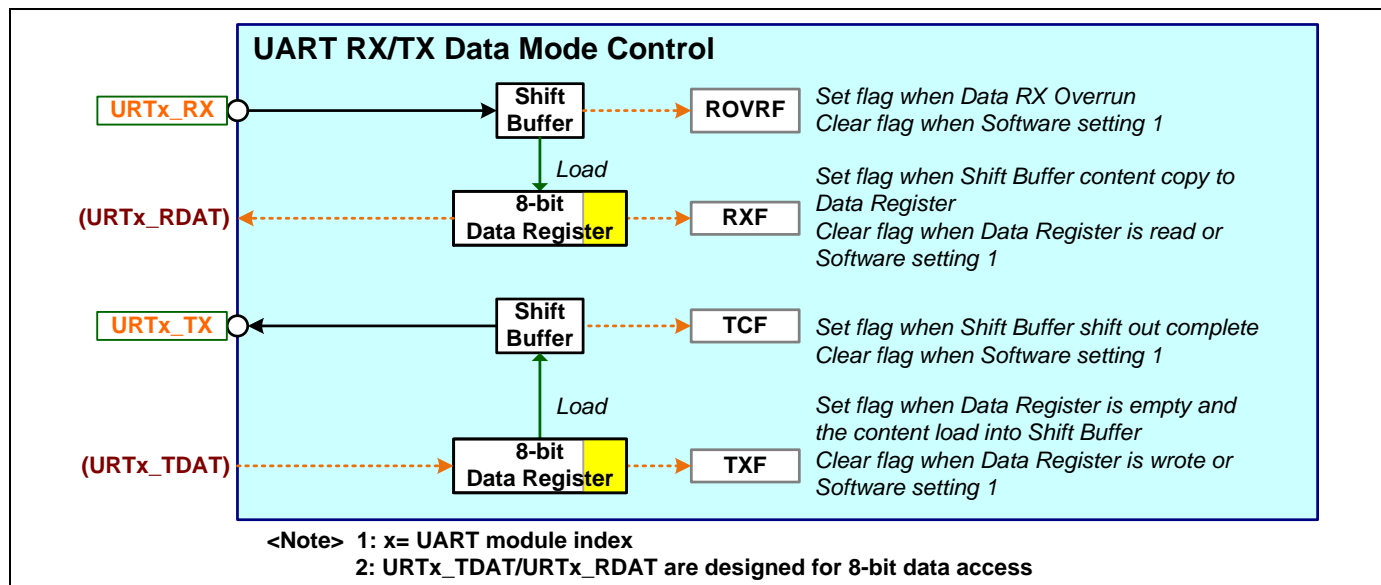 UART RX/TX Data Mode Control
URTx_RX
Shift
Buffer
ROVRF
Set flag when Data RX Overrun
Clear flag when Software setting 1
Load
(URTx_RDAT)
8-bit
Data Register
RXF
Set flag when Shift Buffer content copy to
Data Register
Clear flag when Data Register is read or
Software setting 1
URTx_TX
Shift
Buffer
TCF
Set flag when Shift Buffer shift out complete
Clear flag when Software setting 1
Load
(URTx_TDAT)
8-bit
Data Register
TXF
Set flag when Data Register is empty and
the content load into Shift Buffer
Clear flag when Data Register is wrote or
Software setting 1
<Note> 1: x= UART module index
2: URTx_TDAT/URTx_RDAT are designed for 8-bit data access